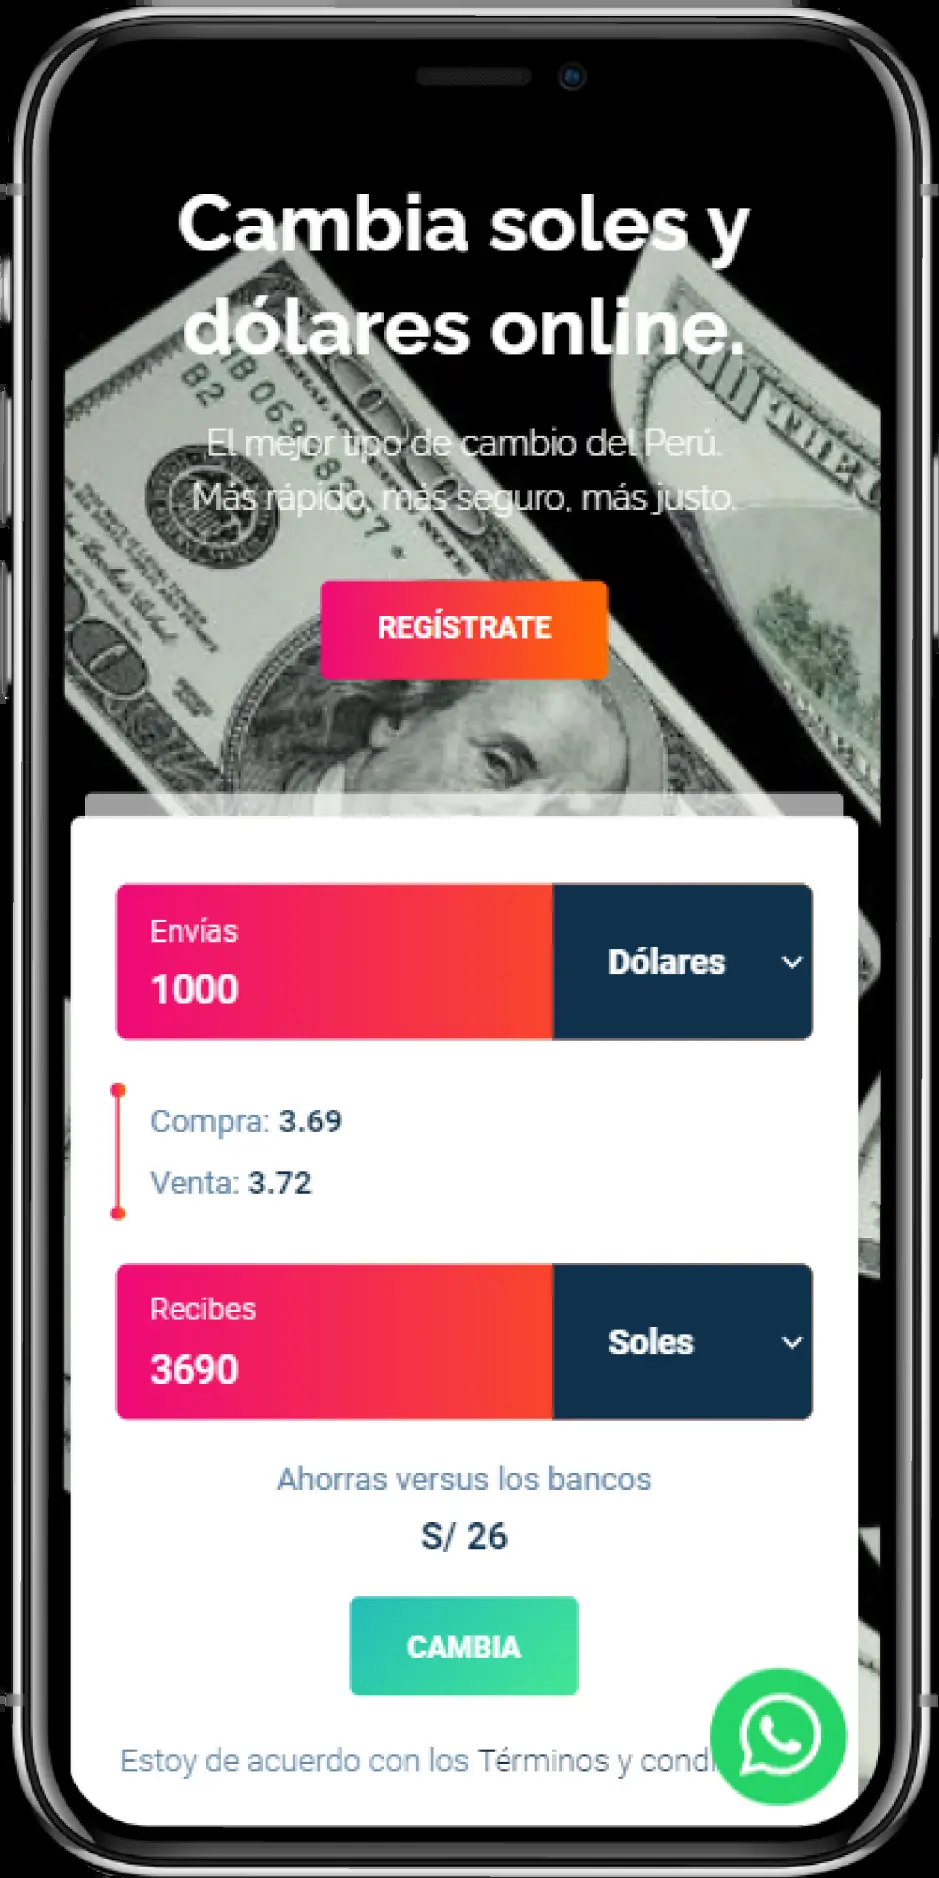 Cambia soles y
dólares online.
El mejor tipo de cambio del Perú.
Más rápido, más seguro, más justo.
REGÍSTRATE
Envías
1000
Dólares
Compra: 3.69
Venta: 3.72
Recibes
3690
Soles
Ahorras versus los bancos
S/ 26
CAMBIA
Estoy de acuerdo con los Términos y